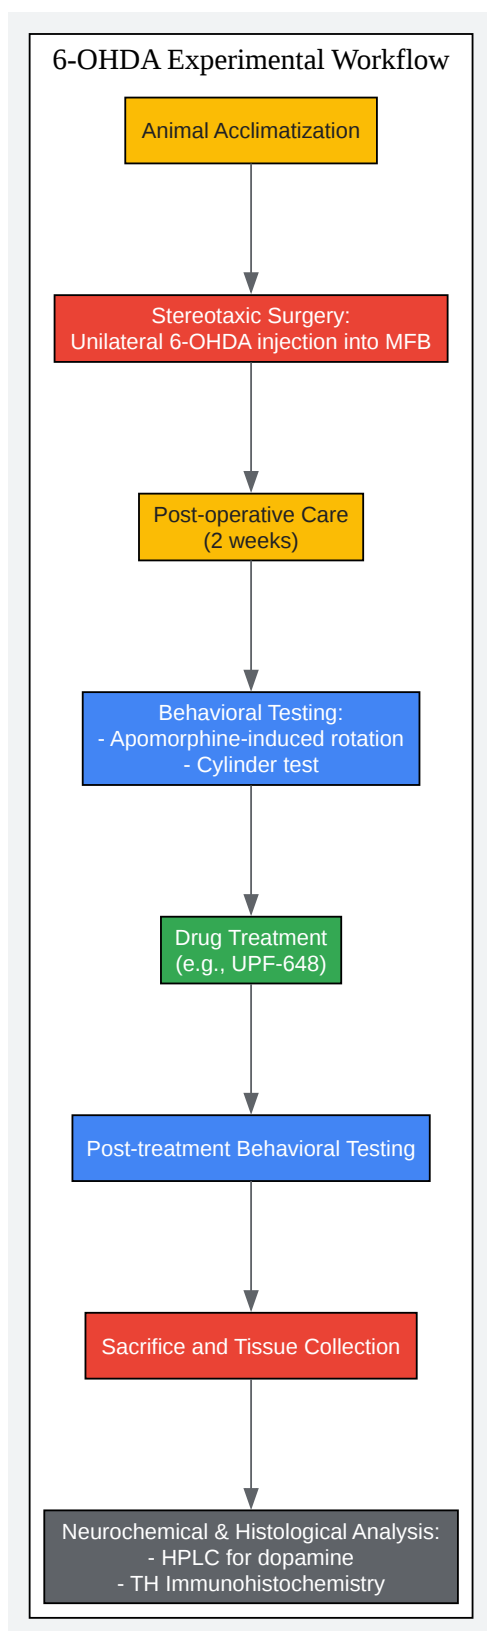 6-OHDA Experimental Workflow
Animal Acclimatization
Stereotaxic Surgery:
Unilateral 6-OHDA injection into MFB
Post-operative Care
(2 weeks)
Behavioral Testing:
- Apomorphine-induced rotation
- Cylinder test
Drug Treatment
(e.g., UPF-648)
Post-treatment Behavioral Testing
Sacrifice and Tissue Collection
Neurochemical & Histological Analysis:
- HPLC for dopamine
- TH Immunohistochemistry